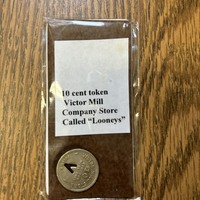 10 cent token
Victor Mill
Company Store
Called “Looneys”